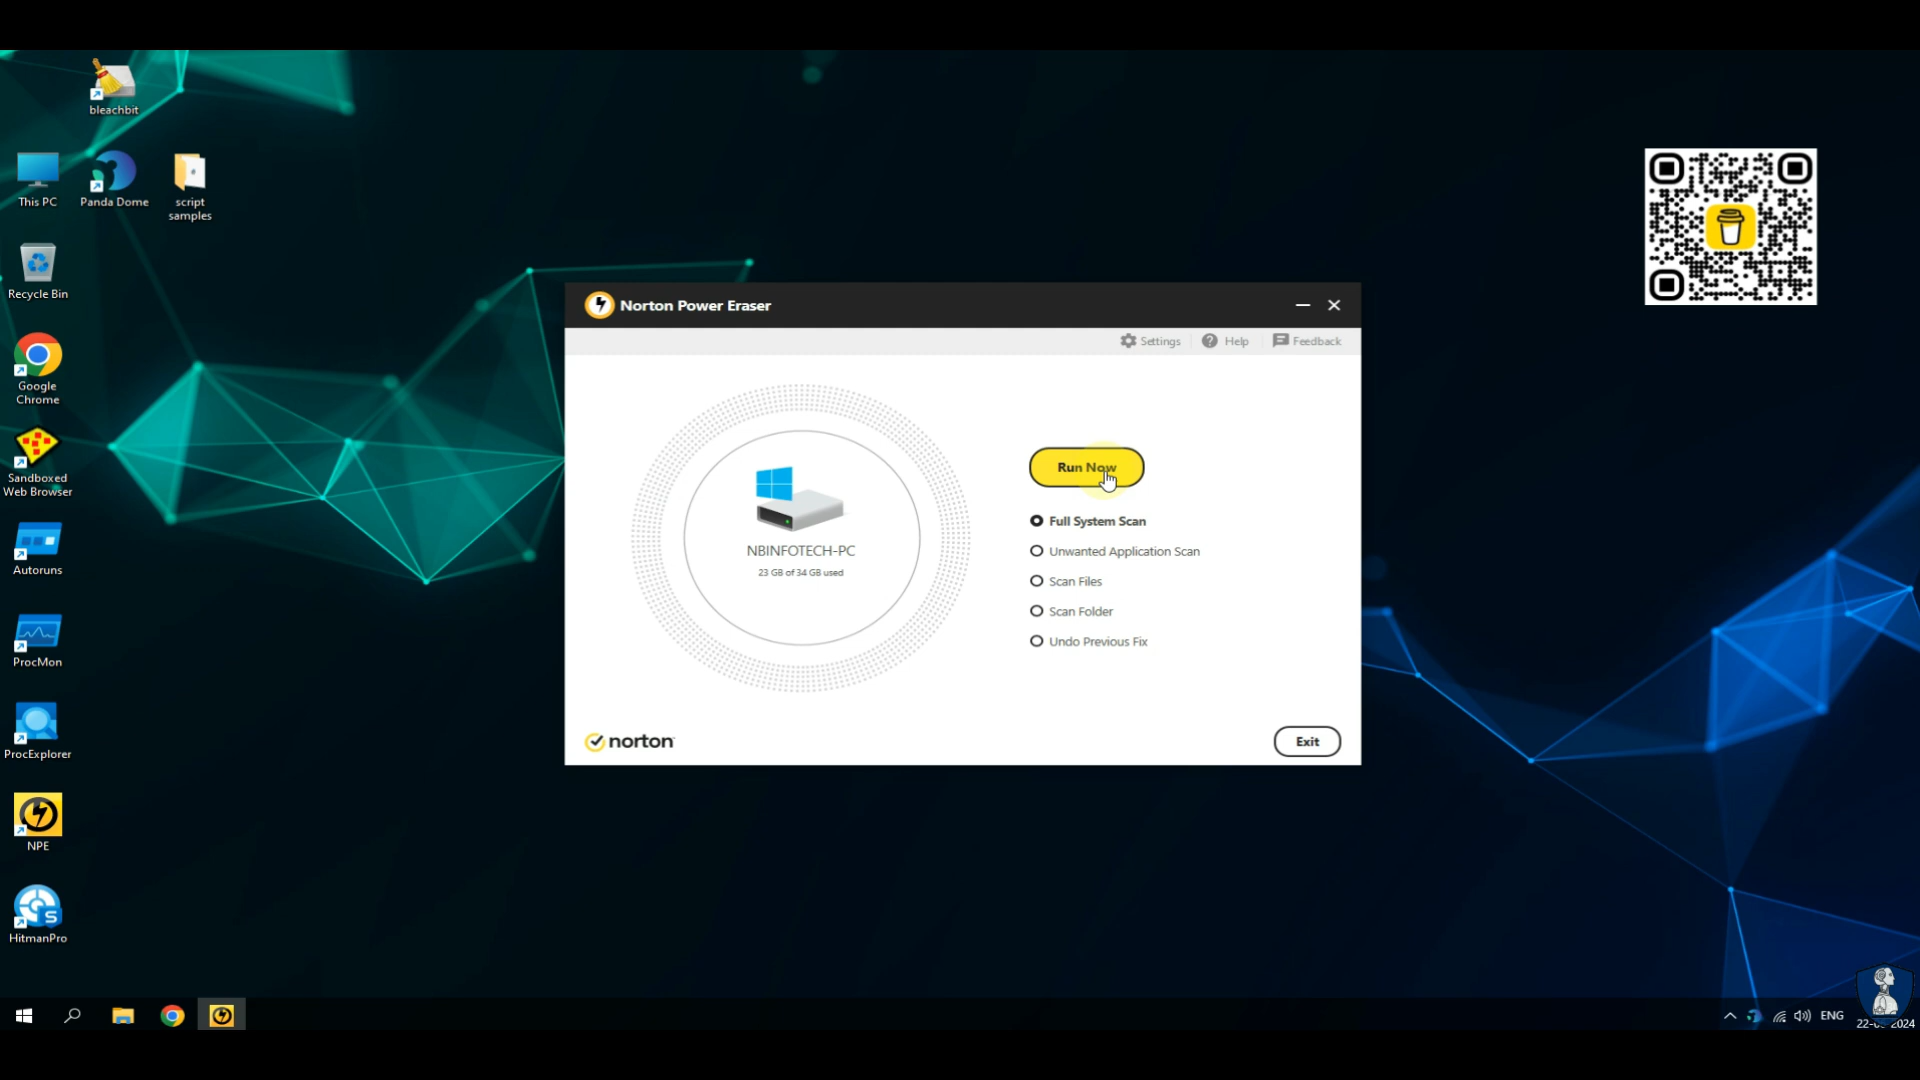 bleachbit
This PC
Panda Dome
script
samples
Recycle Bin
Google
Chrome
Sandboxed
Web Browser
Autoruns
ProcMon
ProcExplorer
NPE
HitmanPro
Norton Power Eraser
Settings
Help
Feedback
NBINFOTECH-PC
23 GB of 34 GB used
Run Now
Full System Scan
Unwanted Application Scan
Scan Files
Scan Folder
Undo Previous Fix
norton
Exit
ENG